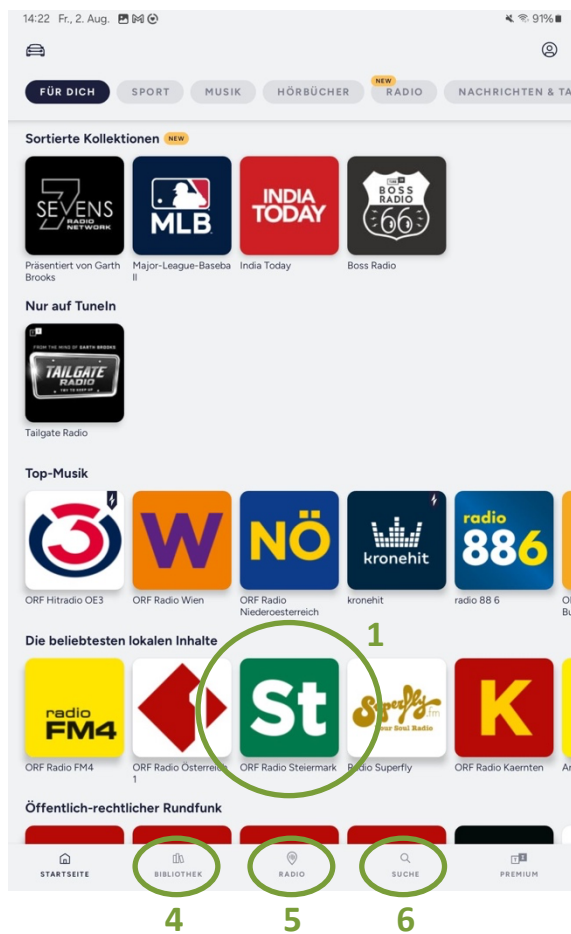 14:22 Fr., 2. Aug.
91%
FÜR DICH
SPORT
MUSIK
HÖRBÜCHER
NEW
RADIO
NACHRICHTEN & TA
Sortierte Kollektionen NEW
7
SEVENS
RADIO
NETWORK
MLB
INDIA
TODAY
BOSS
RADIO
66
Präsentiert von Garth
Brooks
Major-League-Baseba
ll
India Today
Boss Radio
Nur auf TuneIn
FROM THE MIND OF GARTH BROOKS
TAILGATE
RADIO
Tailgate Radio
Top-Musik
3
W
NÖ
kronehit
radio
886
ORF Hitradio OE3
ORF Radio Wien
ORF Radio
Niederoesterreich
kronehit
radio 88 6
O
Bu
Die beliebtesten lokalen Inhalte
1
radio
FM4
1
St
Superfly.fm
Your Soul Radio
K
ORF Radio FM4
ORF Radio Österreich
1
ORF Radio Steiermark
Radio Superfly
ORF Radio Kaernten
Öffentlich-rechtlicher Rundfunk
STARTSEITE
BIBLIOTHEK
RADIO
SUCHE
PREMIUM
4
5
6